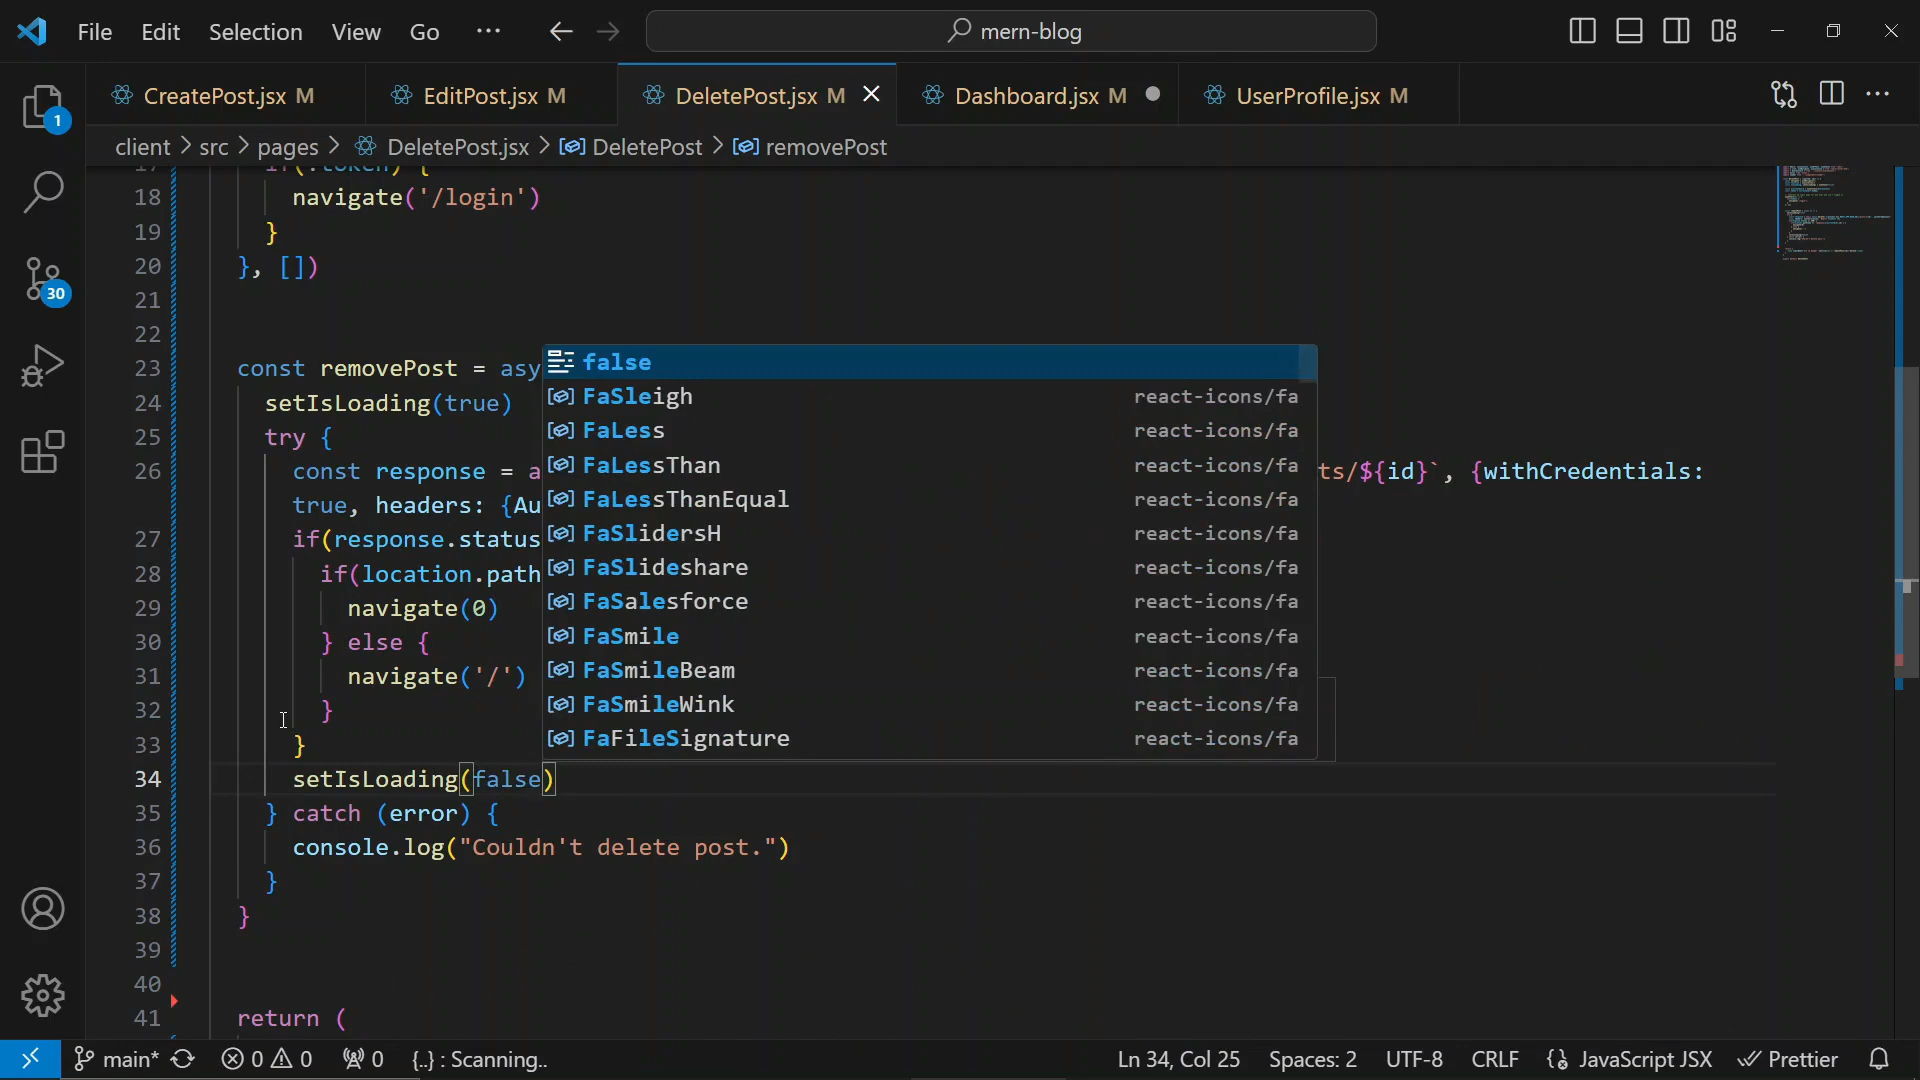 File Edit Selection View Go ··· mern-blog
CreatePost.jsx M EditPost.jsx M DeletePost.jsx M Dashboard.jsx M UserProfile.jsx M
client > src > pages > DeletePost.jsx > DeletePost > removePost
1
30
17 if(!token) {
18 navigate('/login')
19 }
20 }, [])
21
22
23 const removePost = asy
24 setIsLoading(true)
25 try {
26 const response = a ts/${id}`, {withCredentials:
true, headers: {Au
27 if(response.status
28 if(location.path
29 navigate(0)
30 } else {
31 navigate('/')
32 }
33 }
34 setIsLoading(false)
35 } catch (error) {
36 console.log("Couldn't delete post.")
37 }
38 }
39
40
41 return (
false
FaSleigh react-icons/fa
FaLess react-icons/fa
FaLessThan react-icons/fa
FaLessThanEqual react-icons/fa
FaSlidersH react-icons/fa
FaSlideshare react-icons/fa
FaSalesforce react-icons/fa
FaSmile react-icons/fa
FaSmileBeam react-icons/fa
FaSmileWink react-icons/fa
FaFileSignature react-icons/fa
main* 0 0 0 {..} : Scanning.. Ln 34, Col 25 Spaces: 2 UTF-8 CRLF JavaScript JSX Prettier